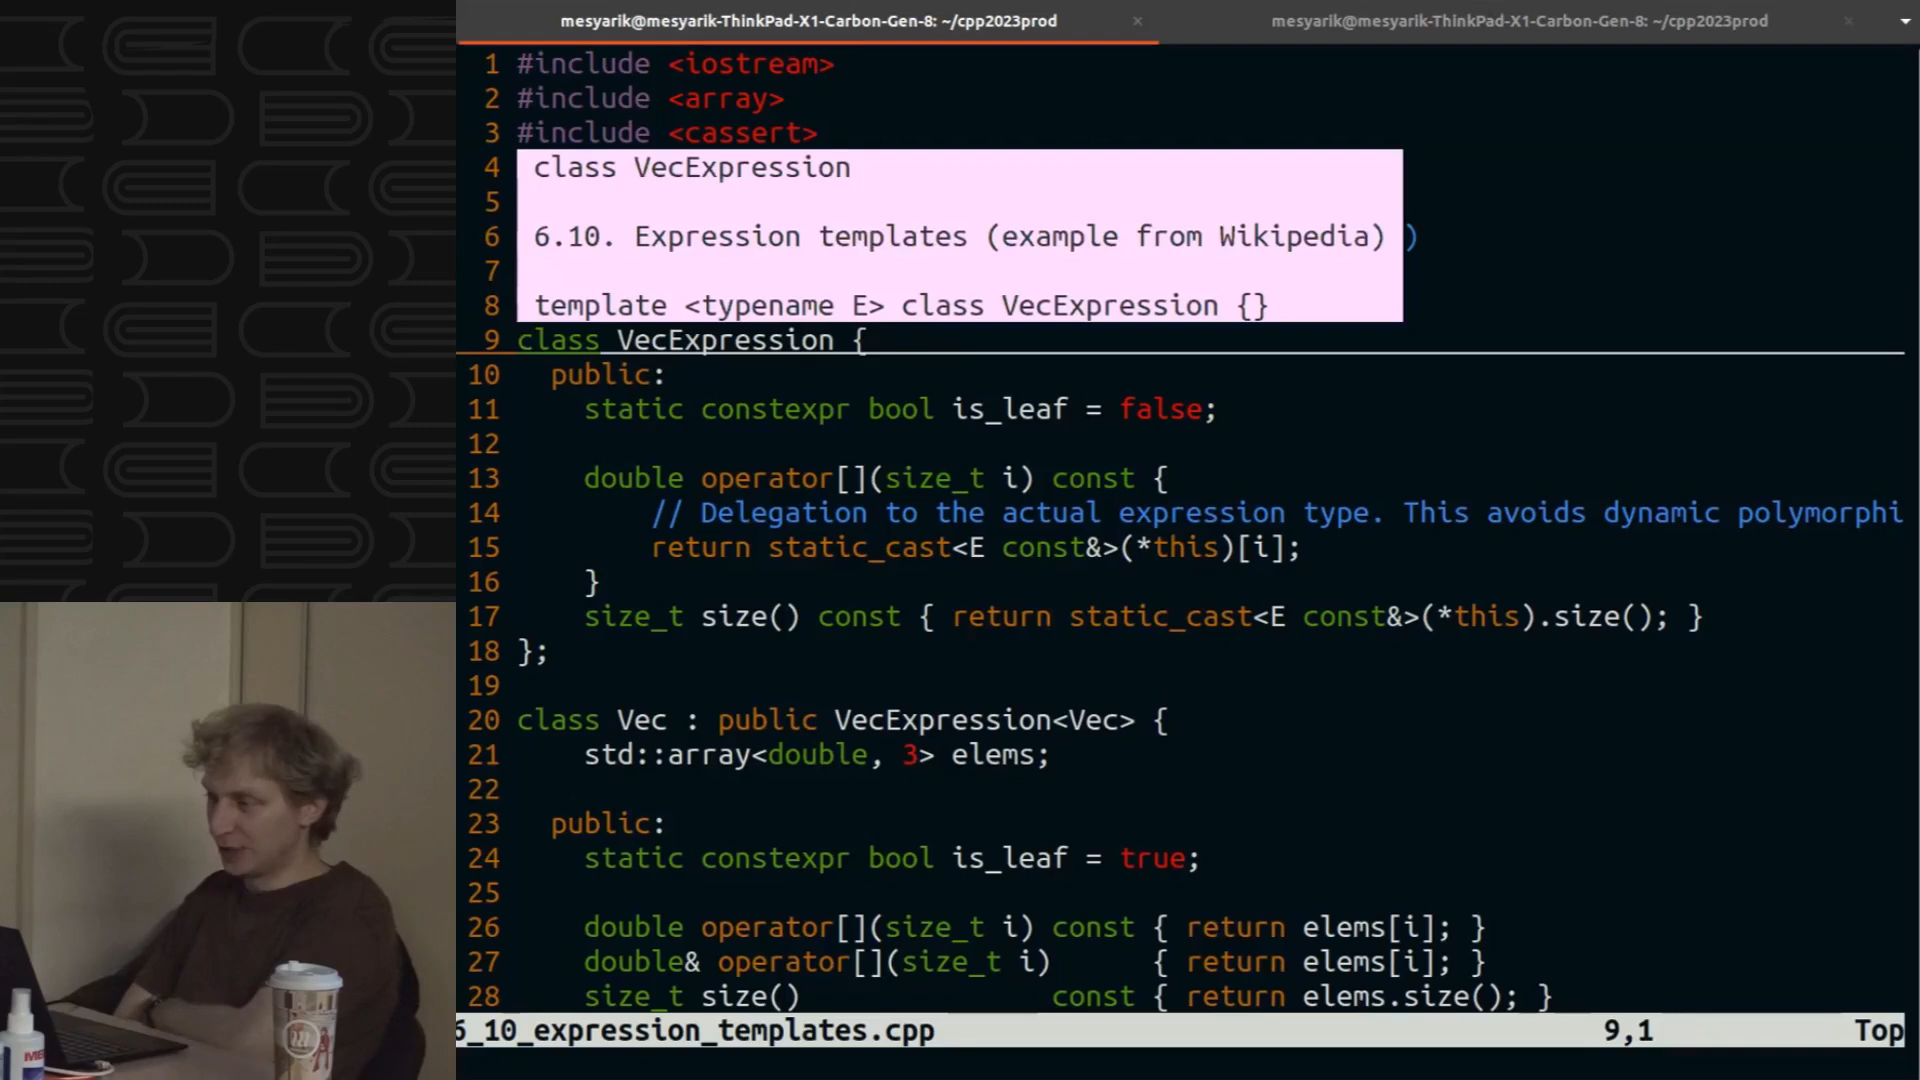 mesyarik@mesyarik-ThinkPad-X1-Carbon-Gen-8: ~/cpp2023prod × mesyarik@mesyarik-ThinkPad-X1-Carbon-Gen-8: ~/cpp2023prod ×
1 #include <iostream>
2 #include <array>
3 #include <cassert>
4 class VecExpression
5
6 6.10. Expression templates (example from Wikipedia) )
7
8 template <typename E> class VecExpression {}
9 class VecExpression {
10 public:
11 static constexpr bool is_leaf = false;
12
13 double operator[](size_t i) const {
14 // Delegation to the actual expression type. This avoids dynamic polymorphi
15 return static_cast<E const&>(*this)[i];
16 }
17 size_t size() const { return static_cast<E const&>(*this).size(); }
18 };
19
20 class Vec : public VecExpression<Vec> {
21 std::array<double, 3> elems;
22
23 public:
24 static constexpr bool is_leaf = true;
25
26 double operator[](size_t i) const { return elems[i]; }
27 double& operator[](size_t i) { return elems[i]; }
28 size_t size() const { return elems.size(); }
6_10_expression_templates.cpp 9,1 Top